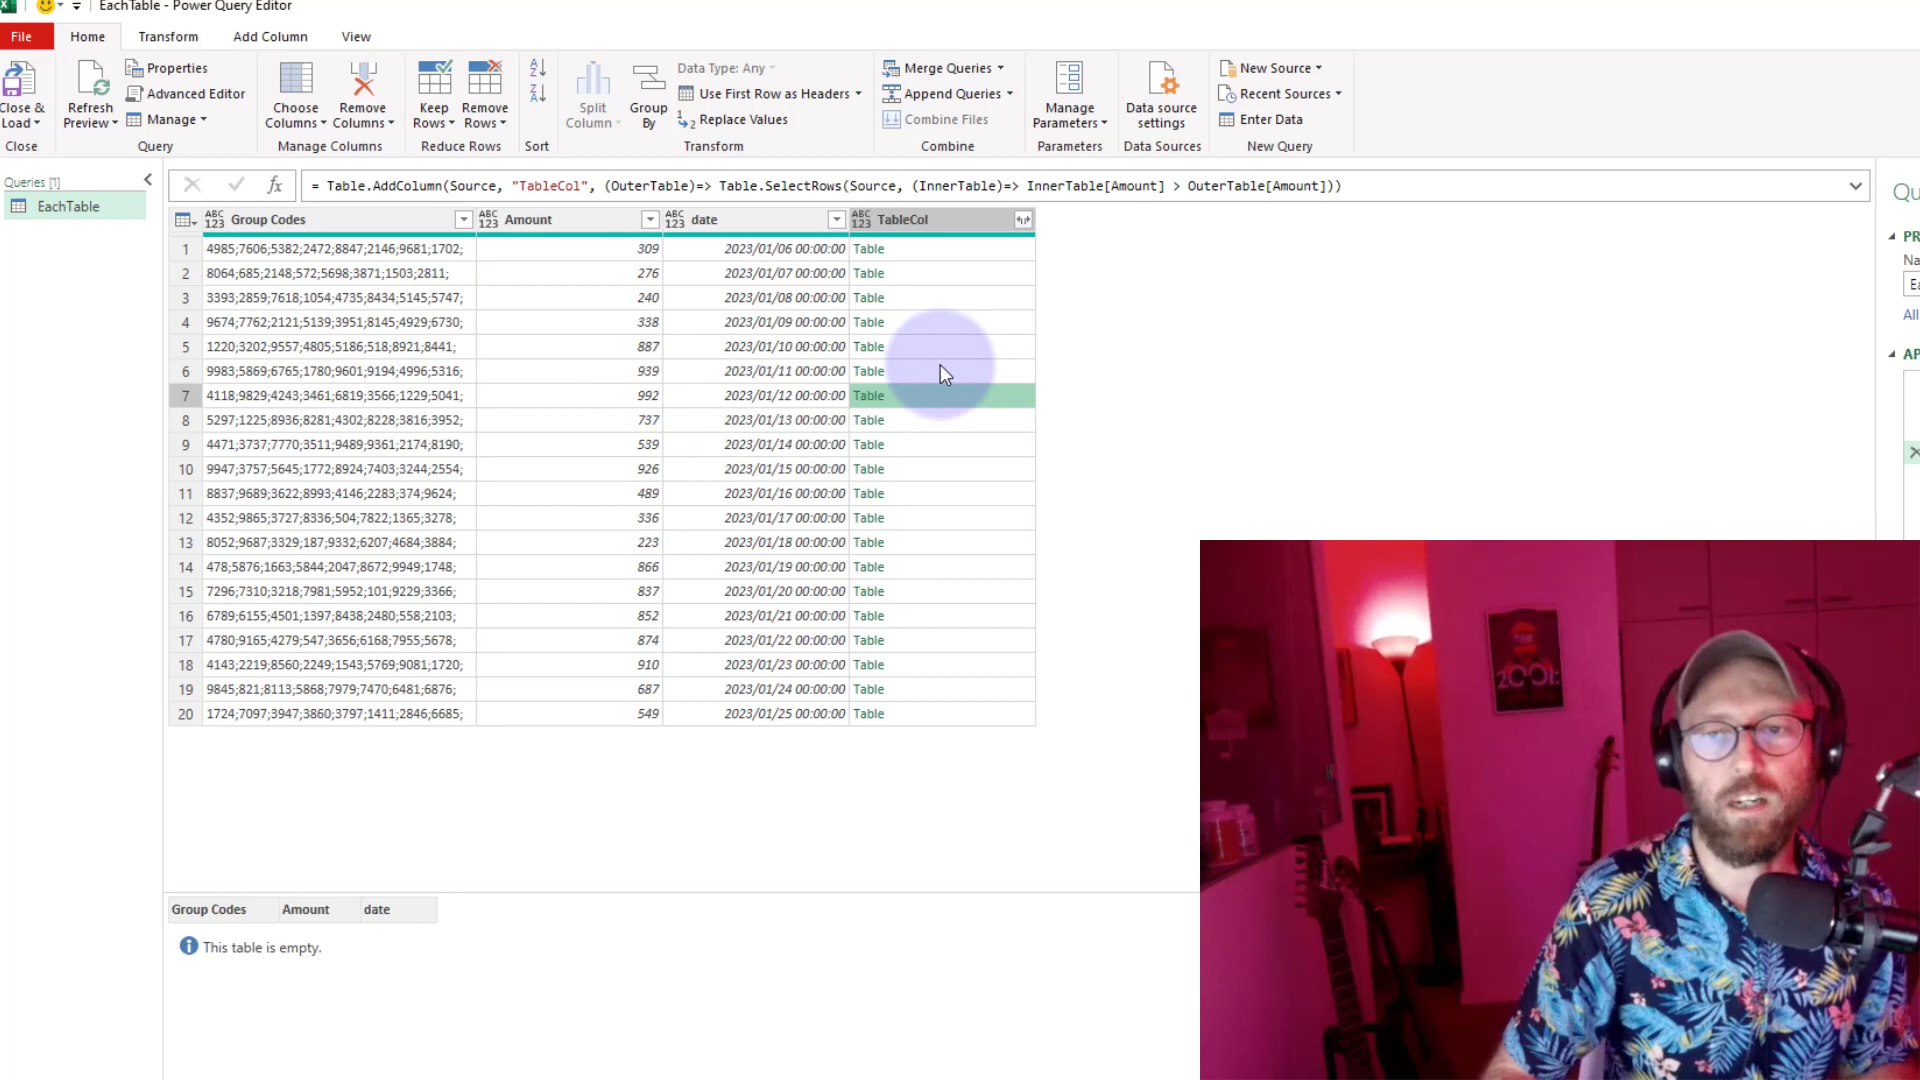 EachTable - Power Query Editor
File Home Transform Add Column View
Close & Load
Refresh Preview
Properties
Advanced Editor
Manage
Choose Columns
Remove Columns
Keep Rows
Remove Rows
Split Column
Group By
Data Type: Any
Use First Row as Headers
Replace Values
Merge Queries
Append Queries
Combine Files
Manage Parameters
Data source settings
New Source
Recent Sources
Enter Data
Close Query Manage Columns Reduce Rows Sort Transform Combine Parameters Data Sources New Query
Queries [1]
EachTable
fx = Table.AddColumn(Source, "TableCol", (OuterTable)=> Table.SelectRows(Source, (InnerTable)=> InnerTable[Amount] > OuterTable[Amount]))
Qu
PR
Na
Ea
All
AP
ABC 123 Group Codes ABC 123 Amount ABC 123 date ABC 123 TableCol
1 4985;7606;5382;2472;8847;2146;9681;1702; 309 2023/01/06 00:00:00 Table
2 8064;685;2148;572;5698;3871;1503;2811; 276 2023/01/07 00:00:00 Table
3 3393;2859;7618;1054;4735;8434;5145;5747; 240 2023/01/08 00:00:00 Table
4 9674;7762;2121;5139;3951;8145;4929;6730; 338 2023/01/09 00:00:00 Table
5 1220;3202;9557;4805;5186;518;8921;8441; 887 2023/01/10 00:00:00 Table
6 9983;5869;6765;1780;9601;9194;4996;5316; 939 2023/01/11 00:00:00 Table
7 4118;9829;4243;3461;6819;3566;1229;5041; 992 2023/01/12 00:00:00 Table
8 5297;1225;8936;8281;4302;8228;3816;3952; 737 2023/01/13 00:00:00 Table
9 4471;3737;7770;3511;9489;9361;2174;8190; 539 2023/01/14 00:00:00 Table
10 9947;3757;5645;1772;8924;7403;3244;2554; 926 2023/01/15 00:00:00 Table
11 8837;9689;3622;8993;4146;2283;374;9624; 489 2023/01/16 00:00:00 Table
12 4352;9865;3727;8336;504;7822;1365;3278; 336 2023/01/17 00:00:00 Table
13 8052;9687;3329;187;9332;6207;4684;3884; 223 2023/01/18 00:00:00 Table
14 478;5876;1663;5844;2047;8672;9949;1748; 866 2023/01/19 00:00:00 Table
15 7296;7310;3218;7981;5952;101;9229;3366; 837 2023/01/20 00:00:00 Table
16 6789;6155;4501;1397;8438;2480;558;2103; 852 2023/01/21 00:00:00 Table
17 4780;9165;4279;547;3656;6168;7955;5678; 874 2023/01/22 00:00:00 Table
18 4143;2219;8560;2249;1543;5769;9081;1720; 910 2023/01/23 00:00:00 Table
19 9845;821;8113;5868;7979;7470;6481;6876; 687 2023/01/24 00:00:00 Table
20 1724;7097;3947;3860;3797;1411;2846;6685; 549 2023/01/25 00:00:00 Table
2001:
Group Codes Amount date
This table is empty.